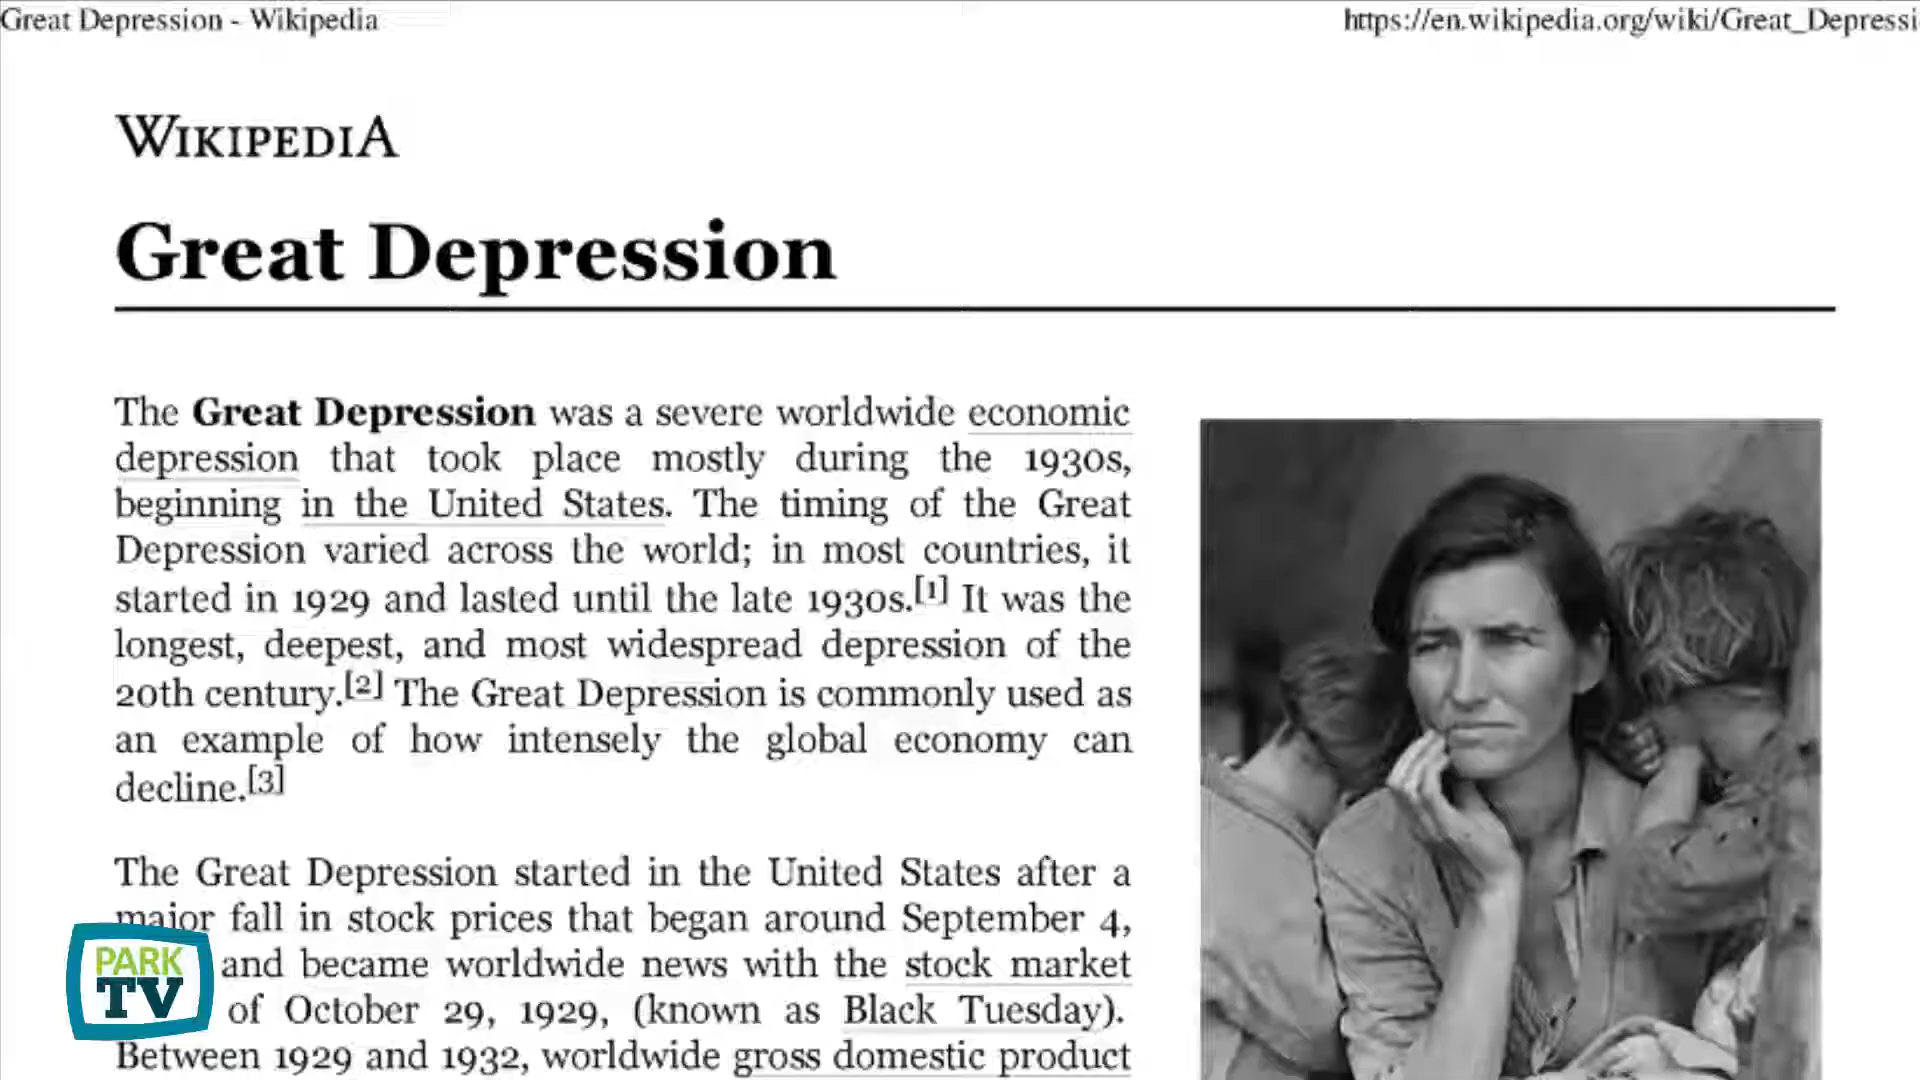 Great Depression - Wikipedia
https://en.wikipedia.org/wiki/Great_Depressi
WIKIPEDIA
Great Depression
The Great Depression was a severe worldwide economic
depression that took place mostly during the 1930s,
beginning in the United States. The timing of the Great
Depression varied across the world; in most countries, it
started in 1929 and lasted until the late 1930s.[1] It was the
longest, deepest, and most widespread depression of the
20th century.[2] The Great Depression is commonly used as
an example of how intensely the global economy can
decline.[3]
The Great Depression started in the United States after a
major fall in stock prices that began around September 4,
and became worldwide news with the stock market
of October 29, 1929, (known as Black Tuesday).
Between 1929 and 1932, worldwide gross domestic product
PARK
TV